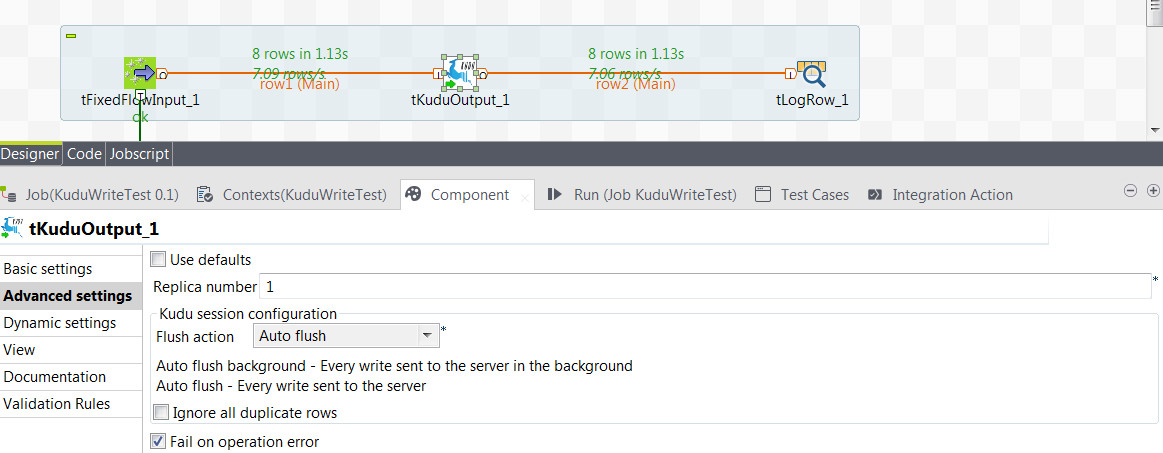 8 rows in 1.13s
8 rows in 1.13s
7.09 rows/s
KUDU
7.06 rows/s
row1 (Main)
row2 (Main)
tFixedFlowInput_1
tKuduOutput_1
tLogRow_1
ok
Designer
Code
Jobscript
Job(KuduWriteTest 0.1)
Contexts(KuduWriteTest)
Component
Run (Job KuduWriteTest)
Test Cases
Integration Action
tKuduOutput_1
Basic settings
Advanced settings
Dynamic settings
View
Documentation
Validation Rules
Use defaults
Replica number 1 *
Kudu session configuration
Flush action Auto flush *
Auto flush background - Every write sent to the server in the background
Auto flush - Every write sent to the server
Ignore all duplicate rows
Fail on operation error